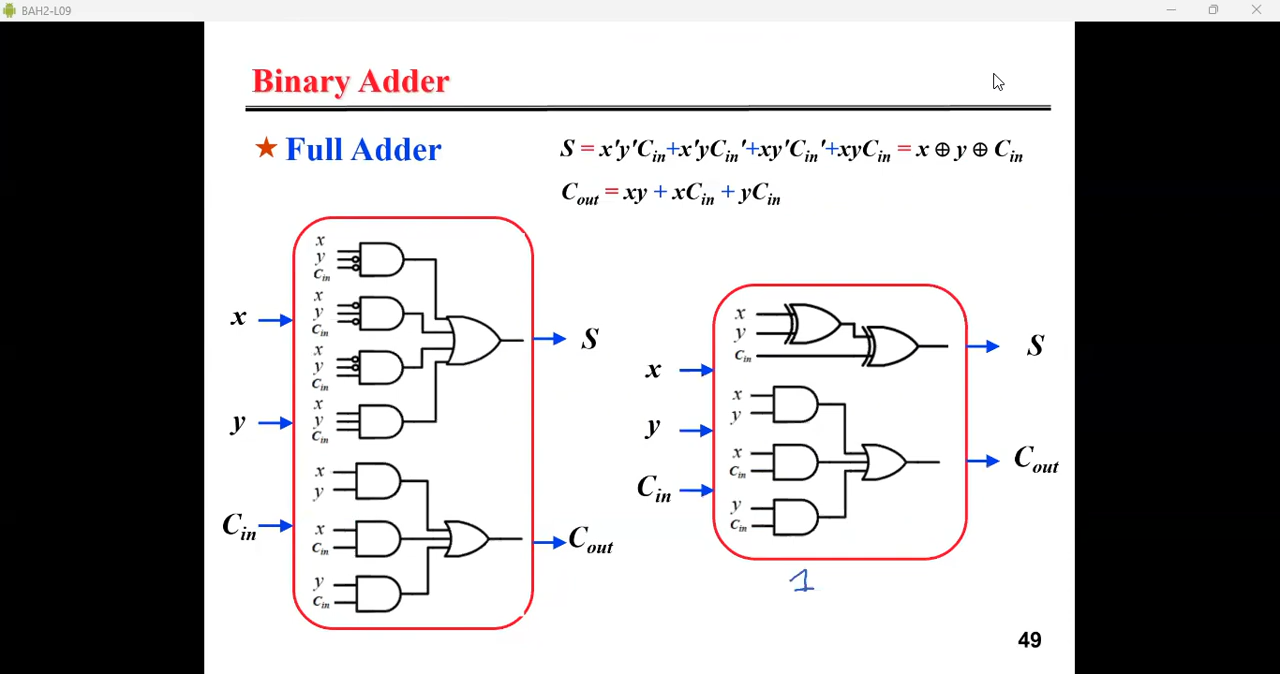 BAH2-L09
Binary Adder
★ Full Adder
S = x'y'Cin+x'yCin'+xy'Cin'+xyCin = x ⊕ y ⊕ Cin
Cout = xy + xCin + yCin
x
y
Cin
x
y
Cin
x
y
Cin
x
y
Cin
x
y
x
Cin
y
Cin
x
y
Cin
S
Cout
x
y
Cin
x
y
x
Cin
y
Cin
x
y
Cin
S
Cout
1
49